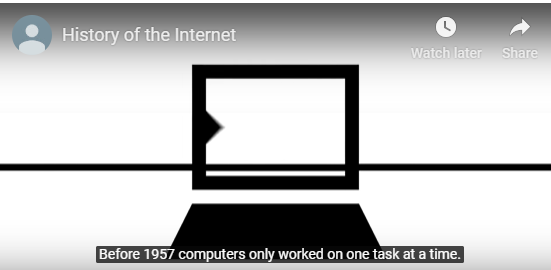 History of the Internet
Watch later
Share
Before 1957 computers only worked on one task at a time.